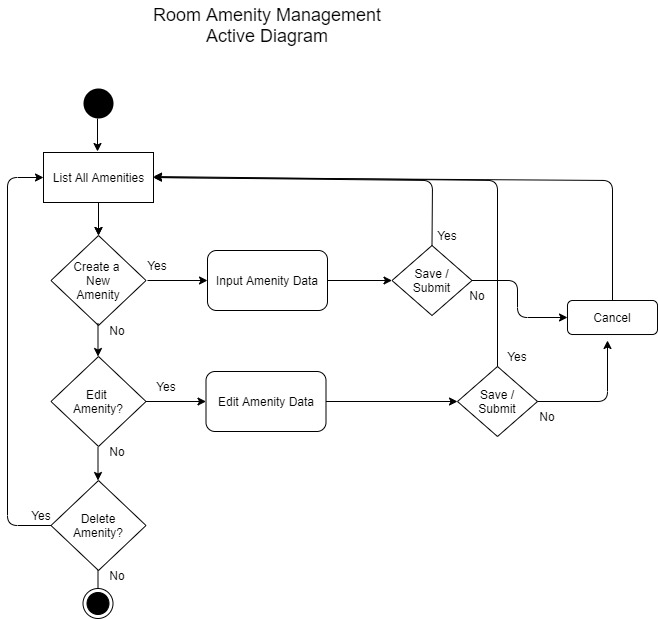 Room Amenity Management
Active Diagram
List All Amenities
Create a
New
Amenity
Yes
Input Amenity Data
Save /
Submit
Yes
No
Cancel
No
Edit
Amenity?
Yes
Edit Amenity Data
Save /
Submit
Yes
No
No
Delete
Amenity?
Yes
No